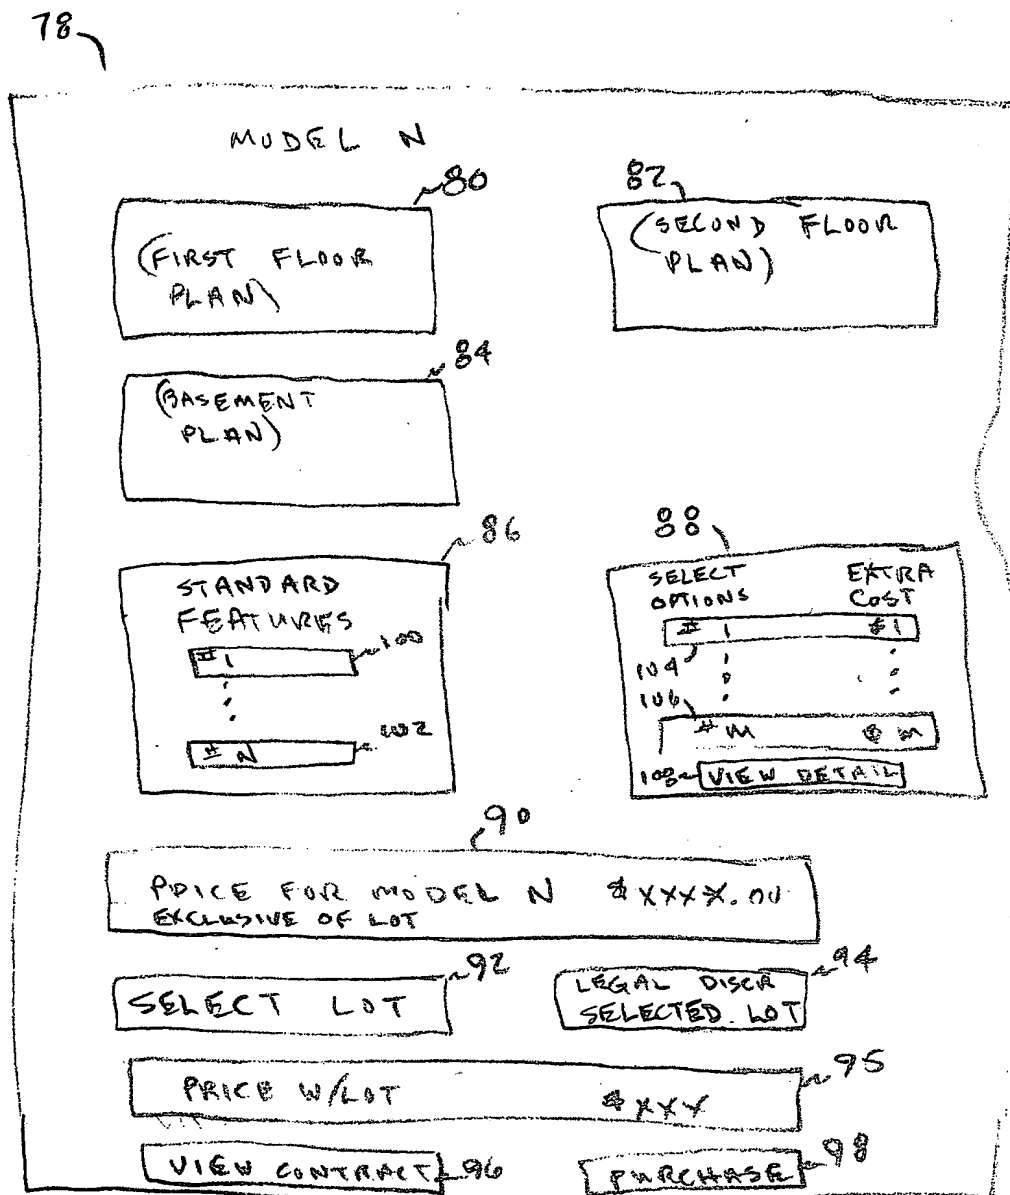 78
MODEL N
80
82
(FIRST FLOOR
PLAN)
(SECOND FLOOR
PLAN)
84
(BASEMENT
PLAN)
86
88
STANDARD
FEATURES
# 1
100
# N
102
SELECT
OPTIONS
EXTRA
COST
# 1 $ 1
104
106
# M $ M
108
VIEW DETAIL
90
PRICE FOR MODEL N $XXXX.00
EXCLUSIVE OF LOT
92
SELECT LOT
94
LEGAL DISCR
SELECTED LOT
95
PRICE W/LOT $XXX
VIEW CONTRACT 96
PURCHASE 98